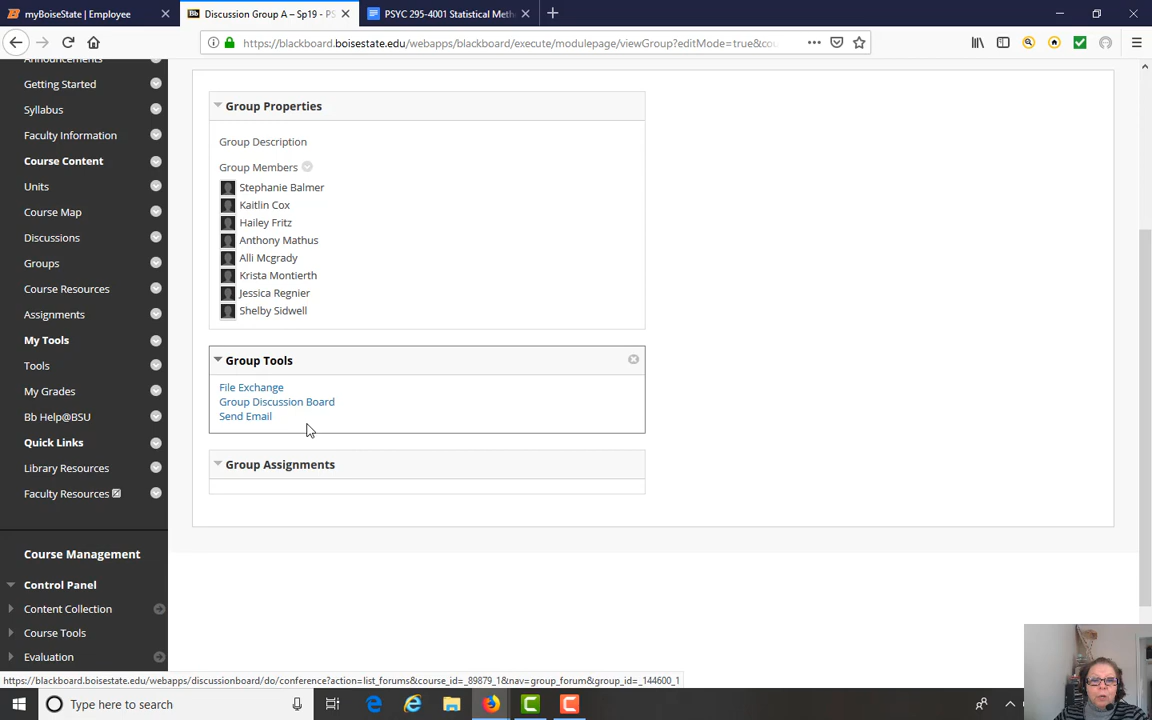 myBoiseState | Employee
Discussion Group A – Sp19 - PS
PSYC 295-4001 Statistical Meth
https://blackboard.boisestate.edu/webapps/blackboard/execute/modulepage/viewGroup?editMode=true&cou
Announcements
Getting Started
Syllabus
Faculty Information
Course Content
Units
Course Map
Discussions
Groups
Course Resources
Assignments
My Tools
Tools
My Grades
Bb Help@BSU
Quick Links
Library Resources
Faculty Resources
Course Management
Control Panel
Content Collection
Course Tools
Evaluation
Group Properties
Group Description
Group Members
Stephanie Balmer
Kaitlin Cox
Hailey Fritz
Anthony Mathus
Alli Mcgrady
Krista Montierth
Jessica Regnier
Shelby Sidwell
Group Tools
File Exchange
Group Discussion Board
Send Email
Group Assignments
https://blackboard.boisestate.edu/webapps/discussionboard/do/conference?action=list_forums&course_id=_89879_1&nav=group_forum&group_id=_144600_1
Type here to search